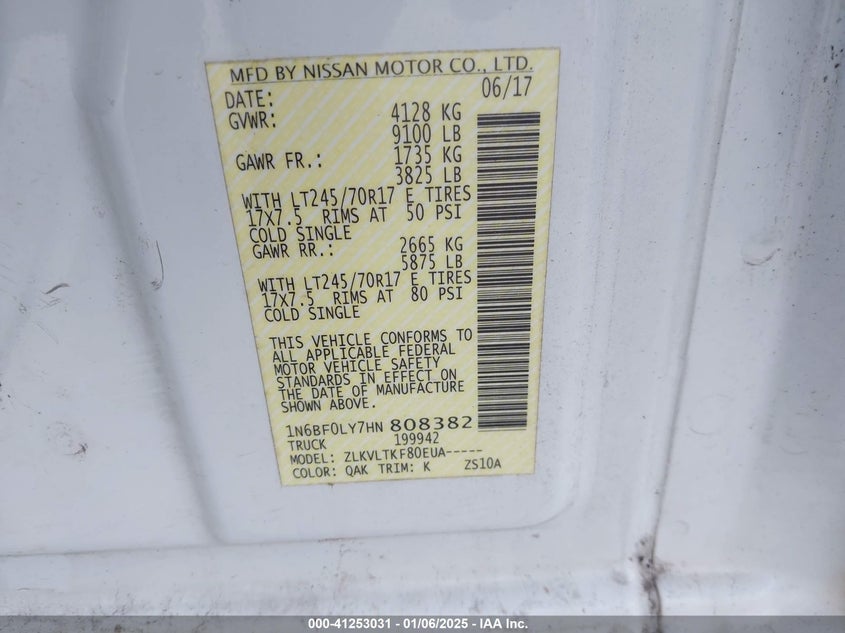 MFD BY NISSAN MOTOR CO., LTD.
DATE: 06/17
GVWR: 4128 KG
9100 LB
GAWR FR.: 1735 KG
3825 LB
WITH LT245/70R17 E TIRES
17X7.5 RIMS AT 50 PSI
COLD SINGLE
GAWR RR.: 2665 KG
5875 LB
WITH LT245/70R17 E TIRES
17X7.5 RIMS AT 80 PSI
COLD SINGLE
THIS VEHICLE CONFORMS TO
ALL APPLICABLE FEDERAL
MOTOR VEHICLE SAFETY
STANDARDS IN EFFECT ON
THE DATE OF MANUFACTURE
SHOWN ABOVE.
1N6BF0LY7HN 808382
TRUCK 199942
MODEL: ZLKVLTKF80EUA-----
COLOR: QAK TRIM: K ZS10A
000-41253031 - 01/06/2025 - IAA Inc.